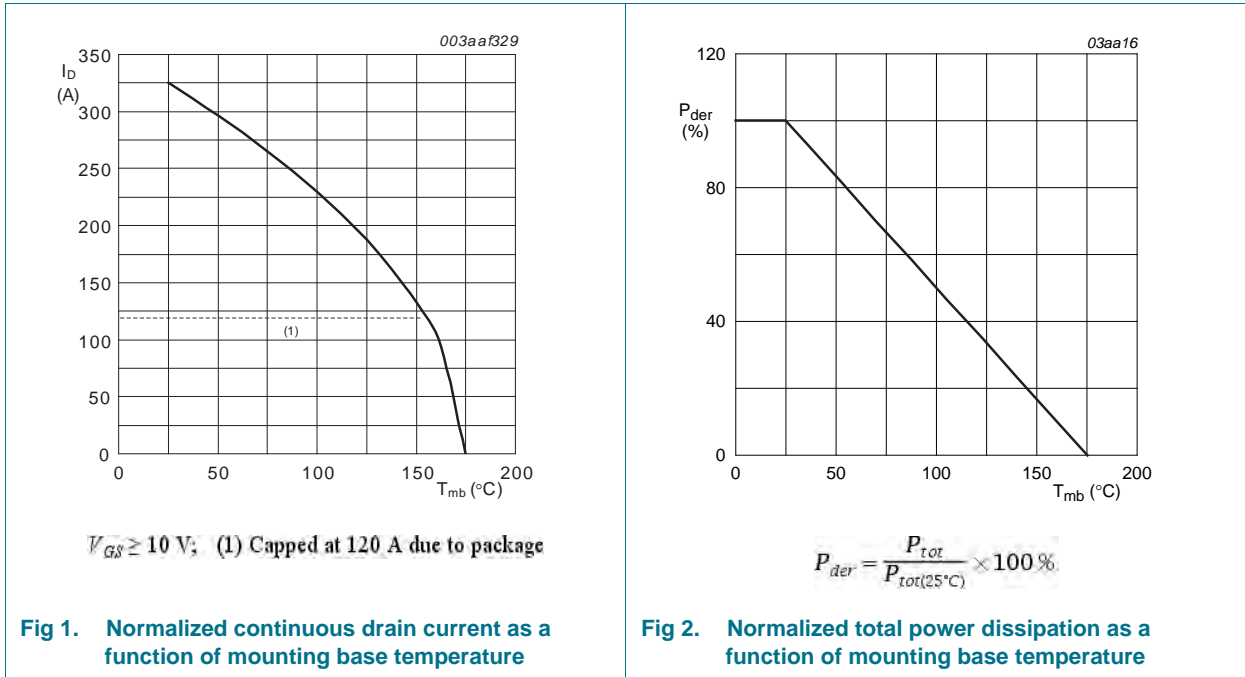 003aaf329
350
300
250
200
150
100
50
0
I_D
(A)
(1)
0 50 100 150 200
T_mb (°C)
V_GS ≥ 10 V; (1) Capped at 120 A due to package
Fig 1. Normalized continuous drain current as a
function of mounting base temperature
03aa16
120
80
40
0
P_der
(%)
0 50 100 150 200
T_mb (°C)
P_der = P_tot / P_tot(25°C) × 100 %
Fig 2. Normalized total power dissipation as a
function of mounting base temperature